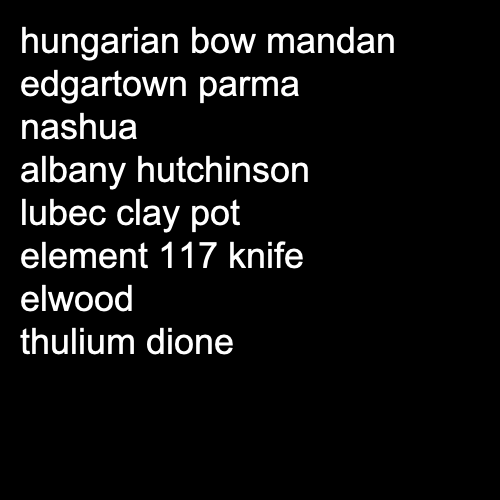 hungarian bow mandan
edgartown parma
nashua
albany hutchinson
lubec clay pot
element 117 knife
elwood
thulium dione